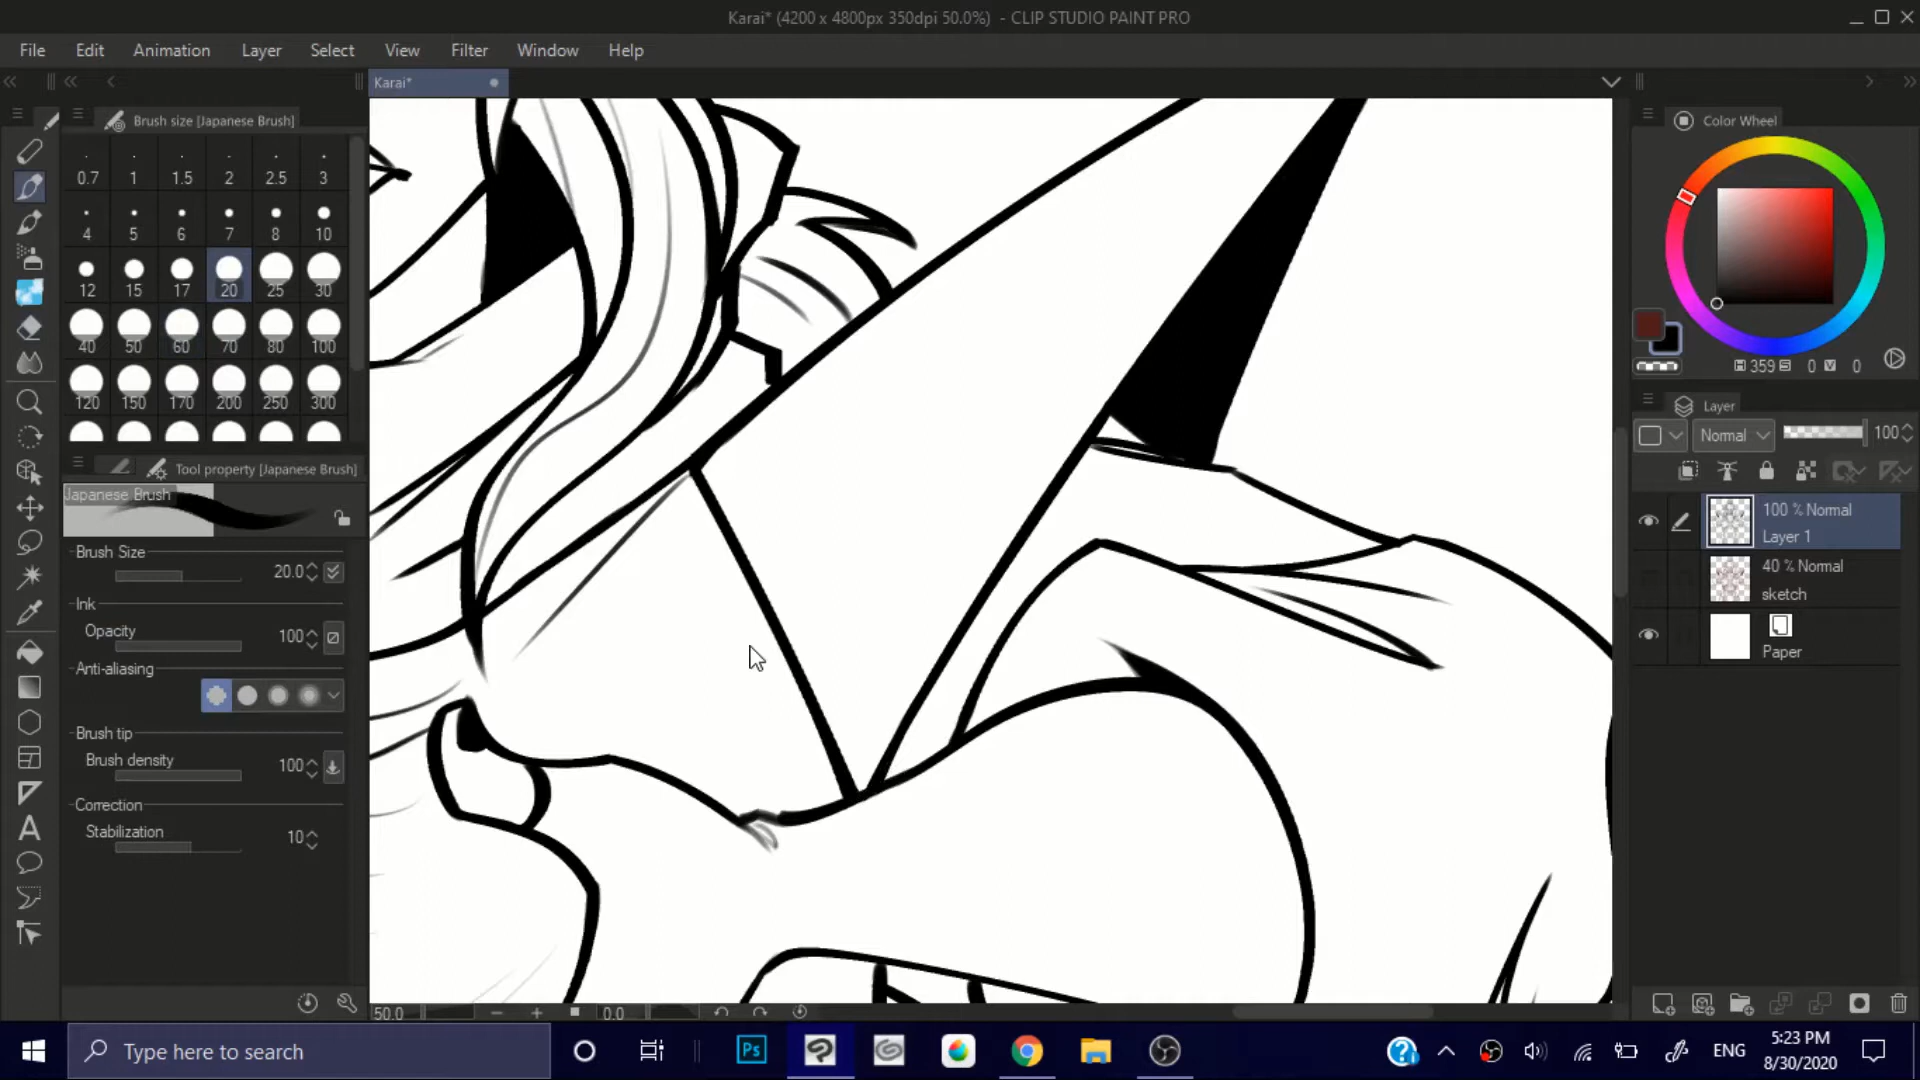 Karai* (4200 x 4800px 350dpi 50.0%) - CLIP STUDIO PAINT PRO
File Edit Animation Layer Select View Filter Window Help
Karai*
Brush size [Japanese Brush]
0.7 1 1.5 2 2.5 3
4 5 6 7 8 10
12 15 17 20 25 30
40 50 60 70 80 100
120 150 170 200 250 300
Tool property [Japanese Brush]
Japanese Brush
Brush Size 20.0
Ink
Opacity 100
Anti-aliasing
Brush tip
Brush density 100
Correction
Stabilization 10
Color Wheel
H 359 S 0 V 0
Layer
Normal 100
100 % Normal
Layer 1
40 % Normal
sketch
Paper
50.0 0.0
Type here to search
Ps
ENG
5:23 PM
8/30/2020